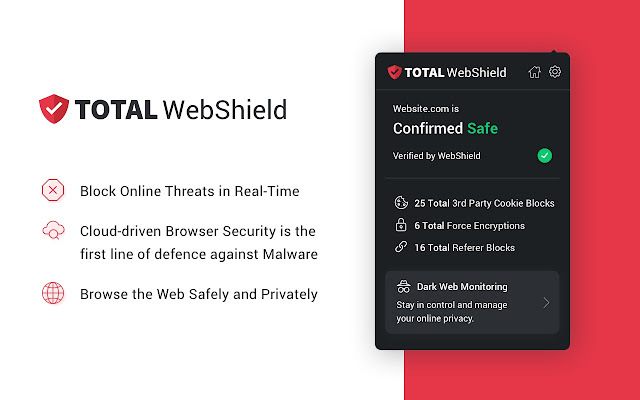 TOTAL WebShield
Block Online Threats in Real-Time
Cloud-driven Browser Security is the
first line of defence against Malware
Browse the Web Safely and Privately
TOTAL WebShield
Website.com is
Confirmed Safe
Verified by WebShield
25 Total 3rd Party Cookie Blocks
6 Total Force Encryptions
16 Total Referer Blocks
Dark Web Monitoring
Stay in control and manage
your online privacy.